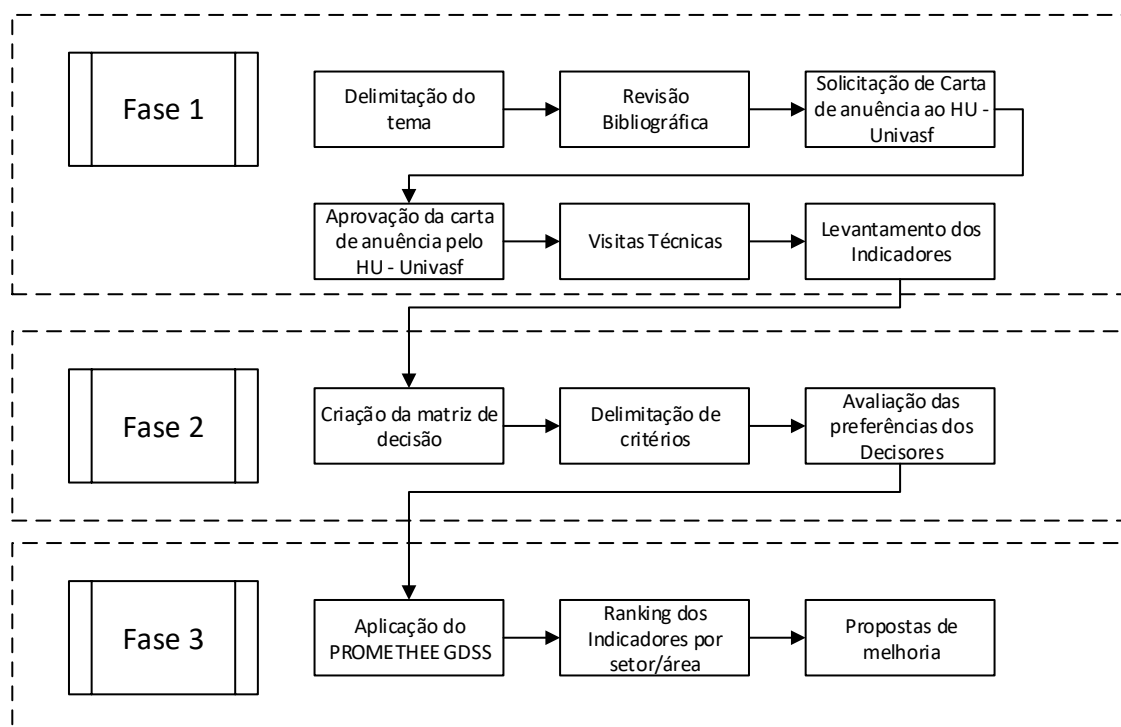 Fase 1
Delimitação do
tema
Revisão
Bibliográfica
Solicitação de Carta
de anuência ao HU -
Univasf
Aprovação da carta
de anuência pelo
HU - Univasf
Visitas Técnicas
Levantamento dos
Indicadores
Fase 2
Criação da matriz de
decisão
Delimitação de
critérios
Avaliação das
preferências dos
Decisores
Fase 3
Aplicação do
PROMETHEE GDSS
Ranking dos
Indicadores por
setor/área
Propostas de
melhoria